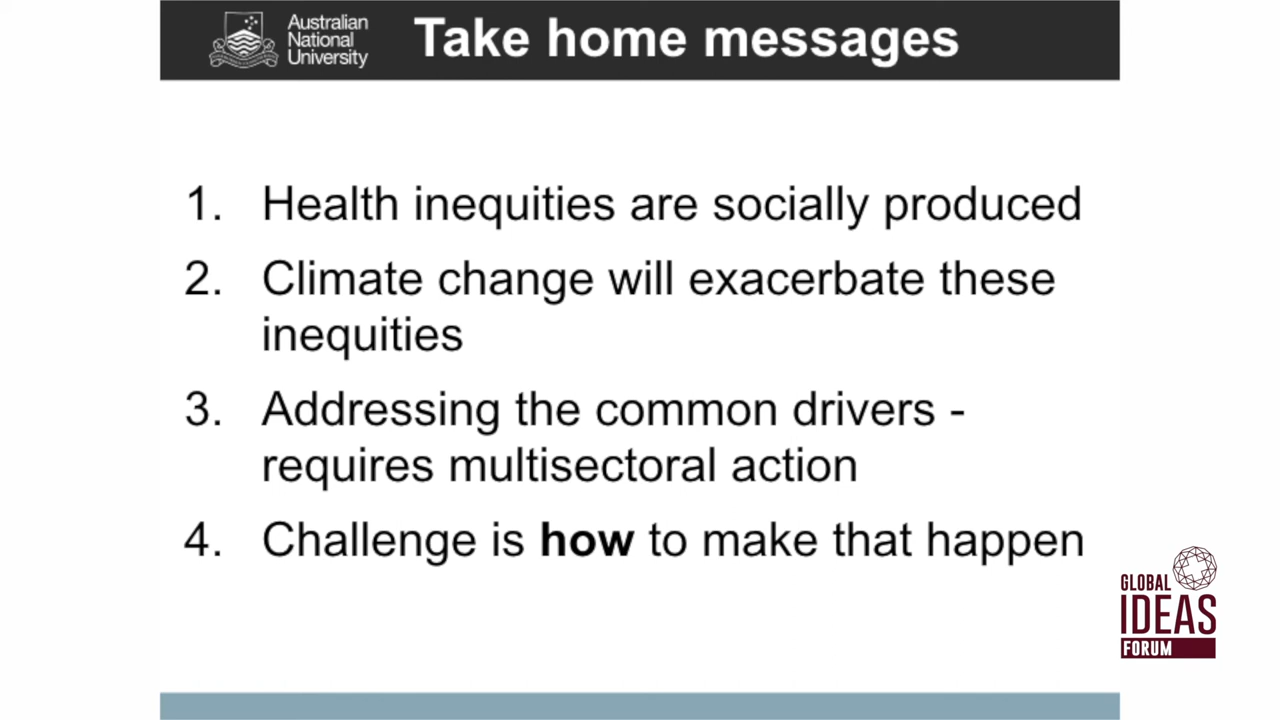 Australian
National
University
Take home messages
1. Health inequities are socially produced
2. Climate change will exacerbate these
inequities
3. Addressing the common drivers -
requires multisectoral action
4. Challenge is how to make that happen
GLOBAL
IDEAS
FORUM